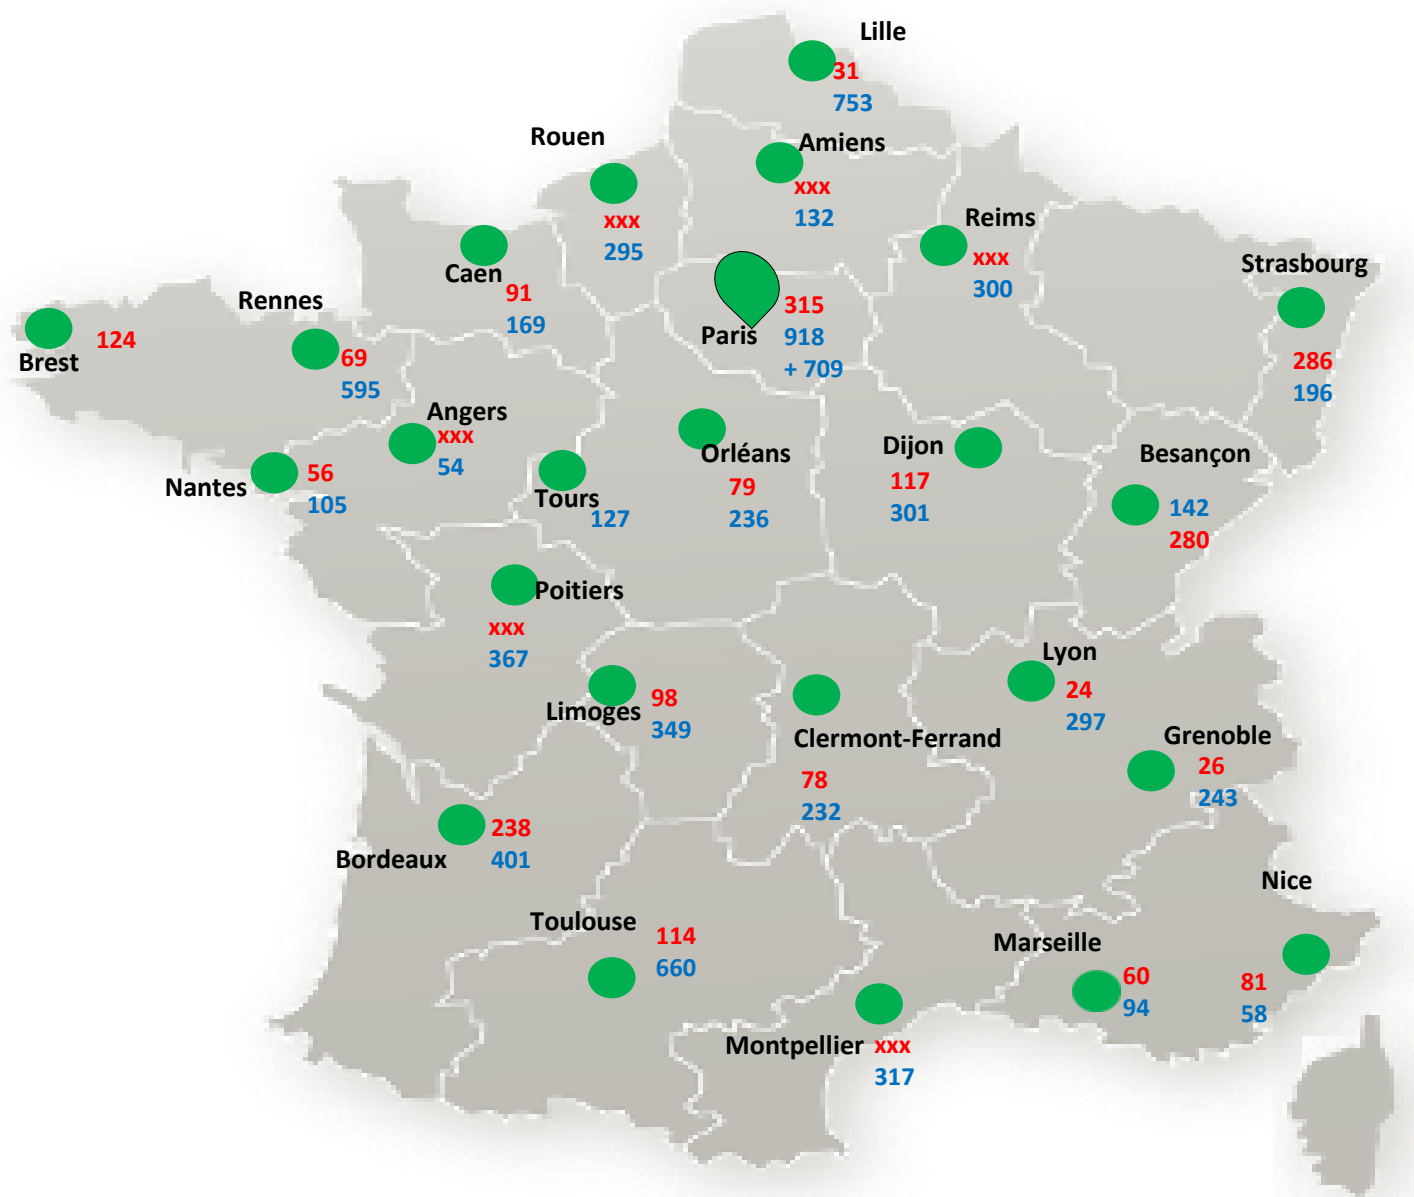 Lille
31
753
Rouen
xxx
295
Amiens
xxx
132
Reims
xxx
300
Strasbourg
286
196
Caen
91
169
Rennes
69
595
Brest
124
Paris
315
918
+ 709
Angers
xxx
54
Nantes
56
105
Tours
127
Orléans
79
236
Dijon
117
301
Besançon
142
280
Poitiers
xxx
367
Limoges
98
349
Clermont-Ferrand
78
232
Lyon
24
297
Grenoble
26
243
Bordeaux
238
401
Toulouse
114
660
Montpellier
xxx
317
Marseille
60
94
Nice
81
58